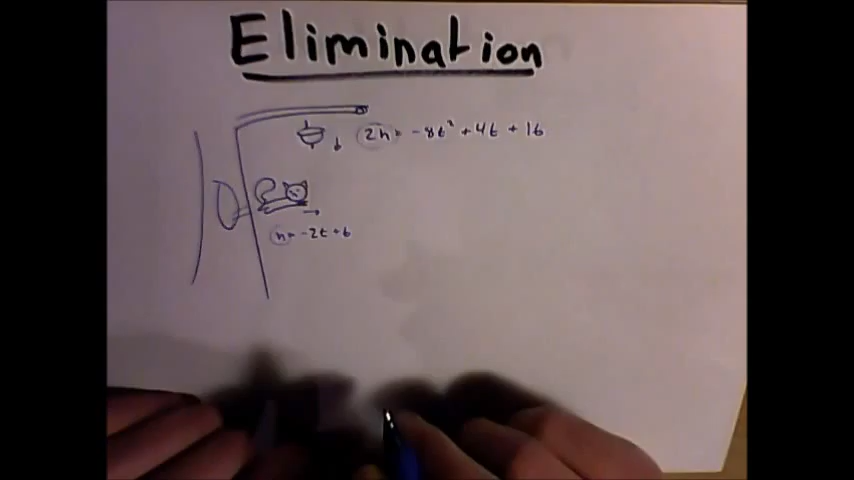 Elimination
2h = -8t² + 4t + 16
h = -2t + 6